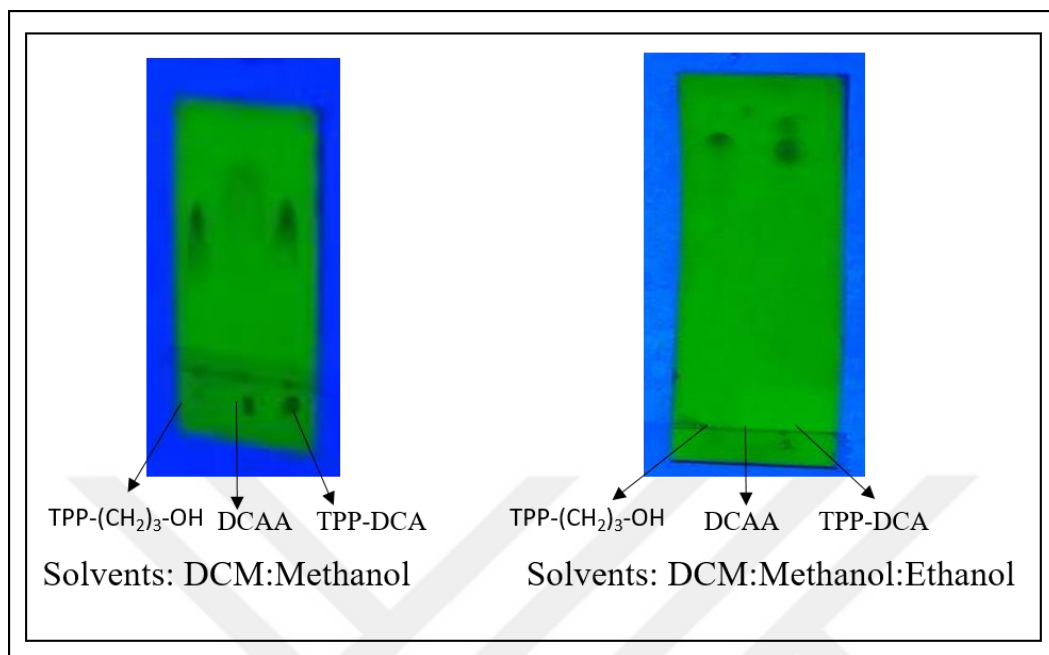 TPP-(CH₂)₃-OH DCAA TPP-DCA
Solvents: DCM:Methanol
TPP-(CH₂)₃-OH DCAA TPP-DCA
Solvents: DCM:Methanol:Ethanol